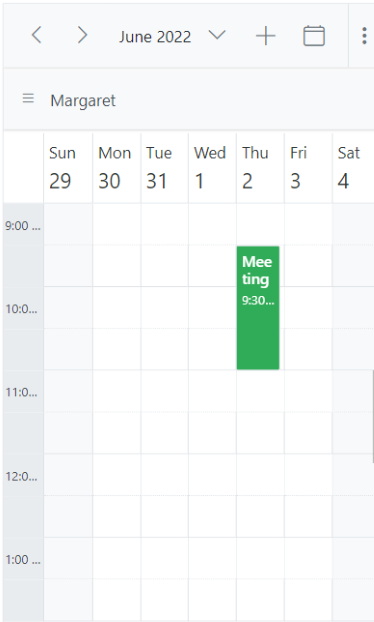 June 2022
Margaret
Sun Mon Tue Wed Thu Fri Sat
29 30 31 1 2 3 4
9:00 ...
Mee
ting
9:30...
10:0...
11:0...
12:0...
1:00 ...